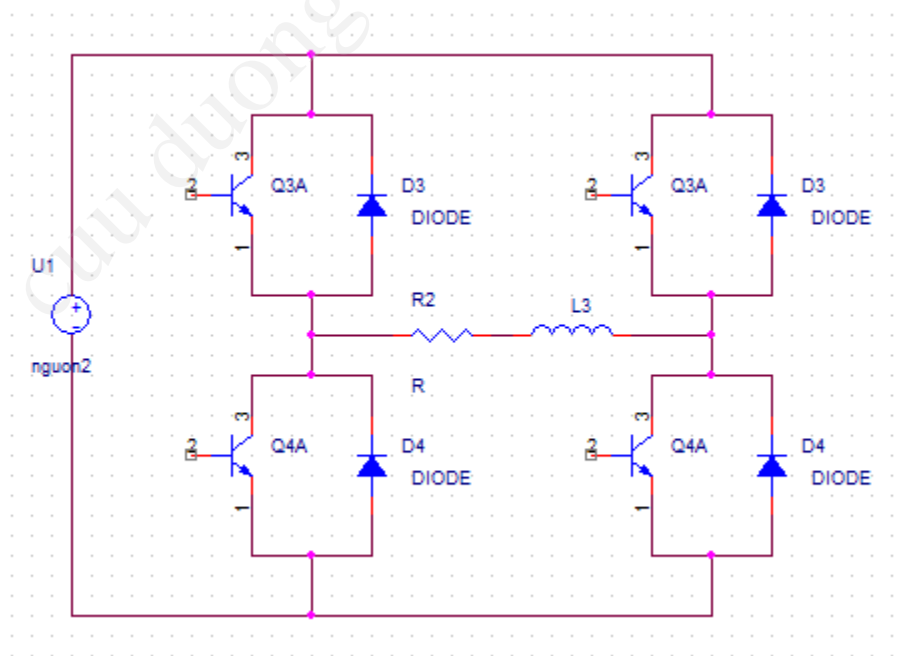 cuu duong
3
3
2
Q3A
D3
2
Q3A
D3
DIODE
DIODE
1
1
U1
R2
L3
nguon2
R
3
3
2
Q4A
D4
2
Q4A
D4
DIODE
DIODE
1
1